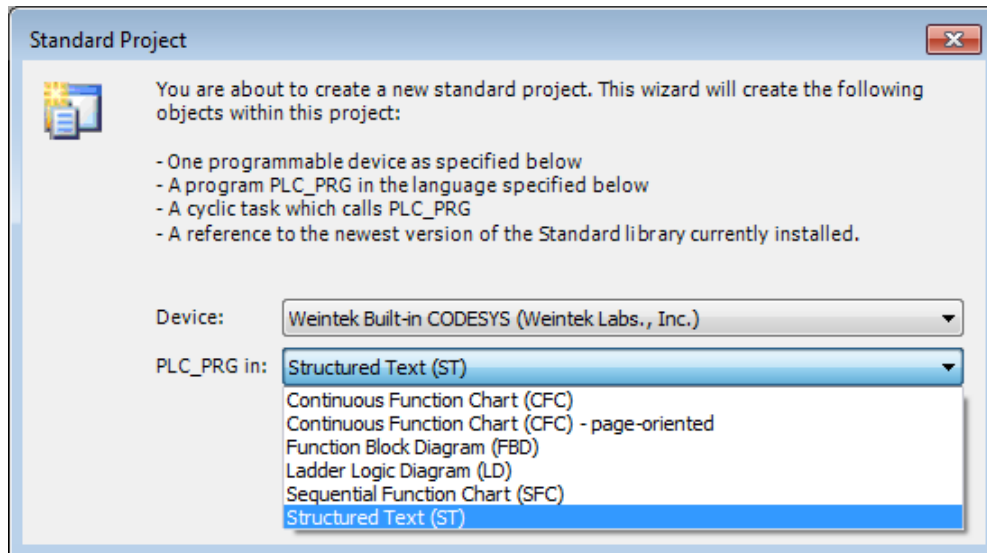 Standard Project
You are about to create a new standard project. This wizard will create the following
objects within this project:
- One programmable device as specified below
- A program PLC_PRG in the language specified below
- A cyclic task which calls PLC_PRG
- A reference to the newest version of the Standard library currently installed.
Device: Weintek Built-in CODESYS (Weintek Labs., Inc.)
PLC_PRG in: Structured Text (ST)
Continuous Function Chart (CFC)
Continuous Function Chart (CFC) - page-oriented
Function Block Diagram (FBD)
Ladder Logic Diagram (LD)
Sequential Function Chart (SFC)
Structured Text (ST)